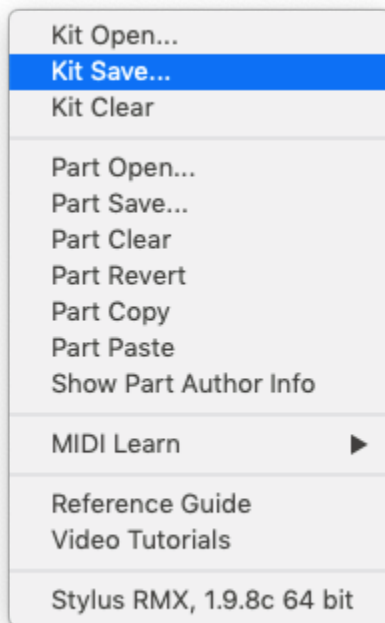 Kit Open...
Kit Save...
Kit Clear
Part Open...
Part Save...
Part Clear
Part Revert
Part Copy
Part Paste
Show Part Author Info
MIDI Learn
Reference Guide
Video Tutorials
Stylus RMX, 1.9.8c 64 bit